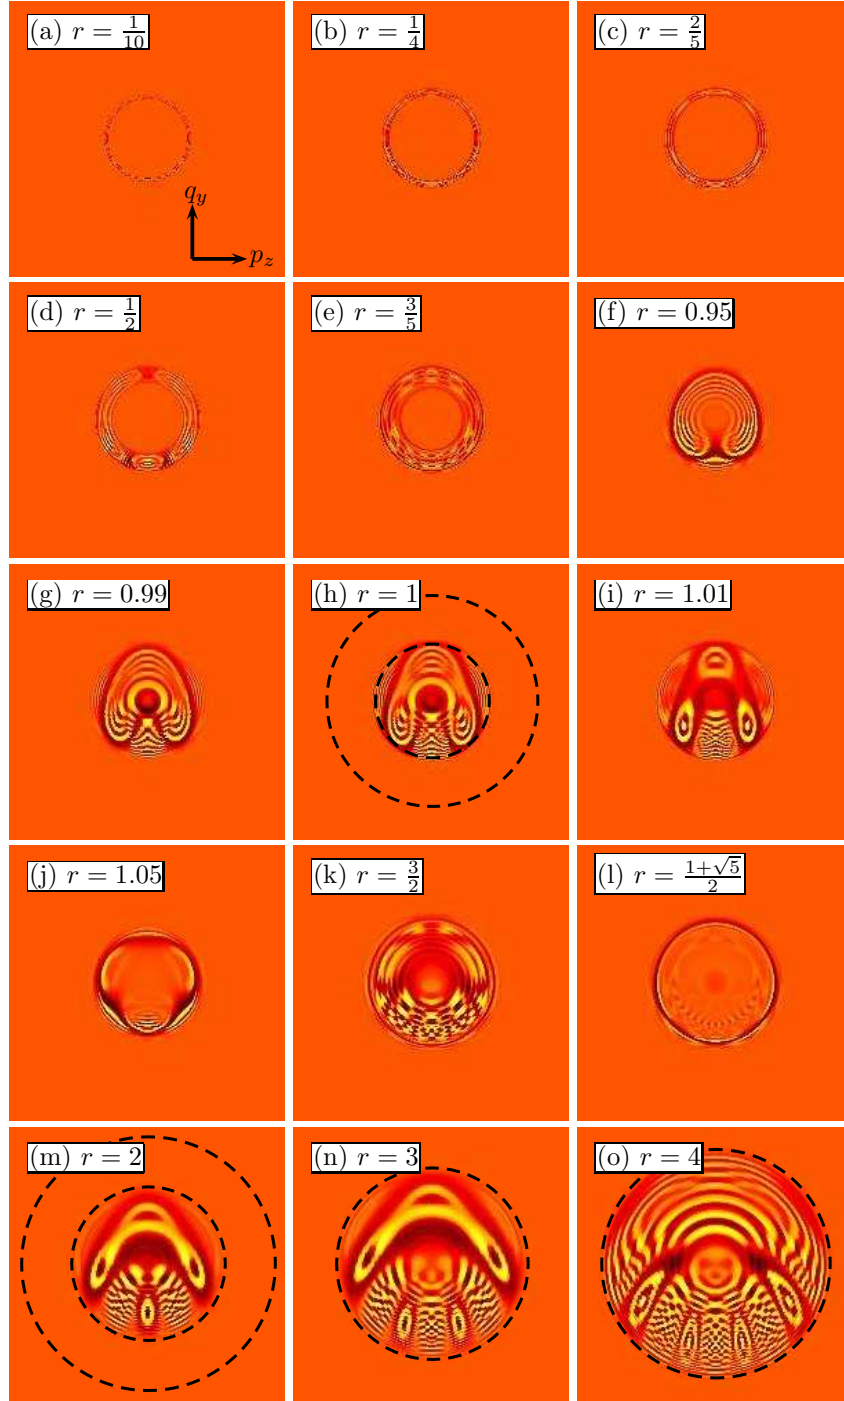 (a) r = 1/10
(b) r = 1/4
(c) r = 2/5
q_y
p_z
(d) r = 1/2
(e) r = 3/5
(f) r = 0.95
(g) r = 0.99
(h) r = 1
(i) r = 1.01
(j) r = 1.05
(k) r = 3/2
(l) r = (1+√5)/2
(m) r = 2
(n) r = 3
(o) r = 4